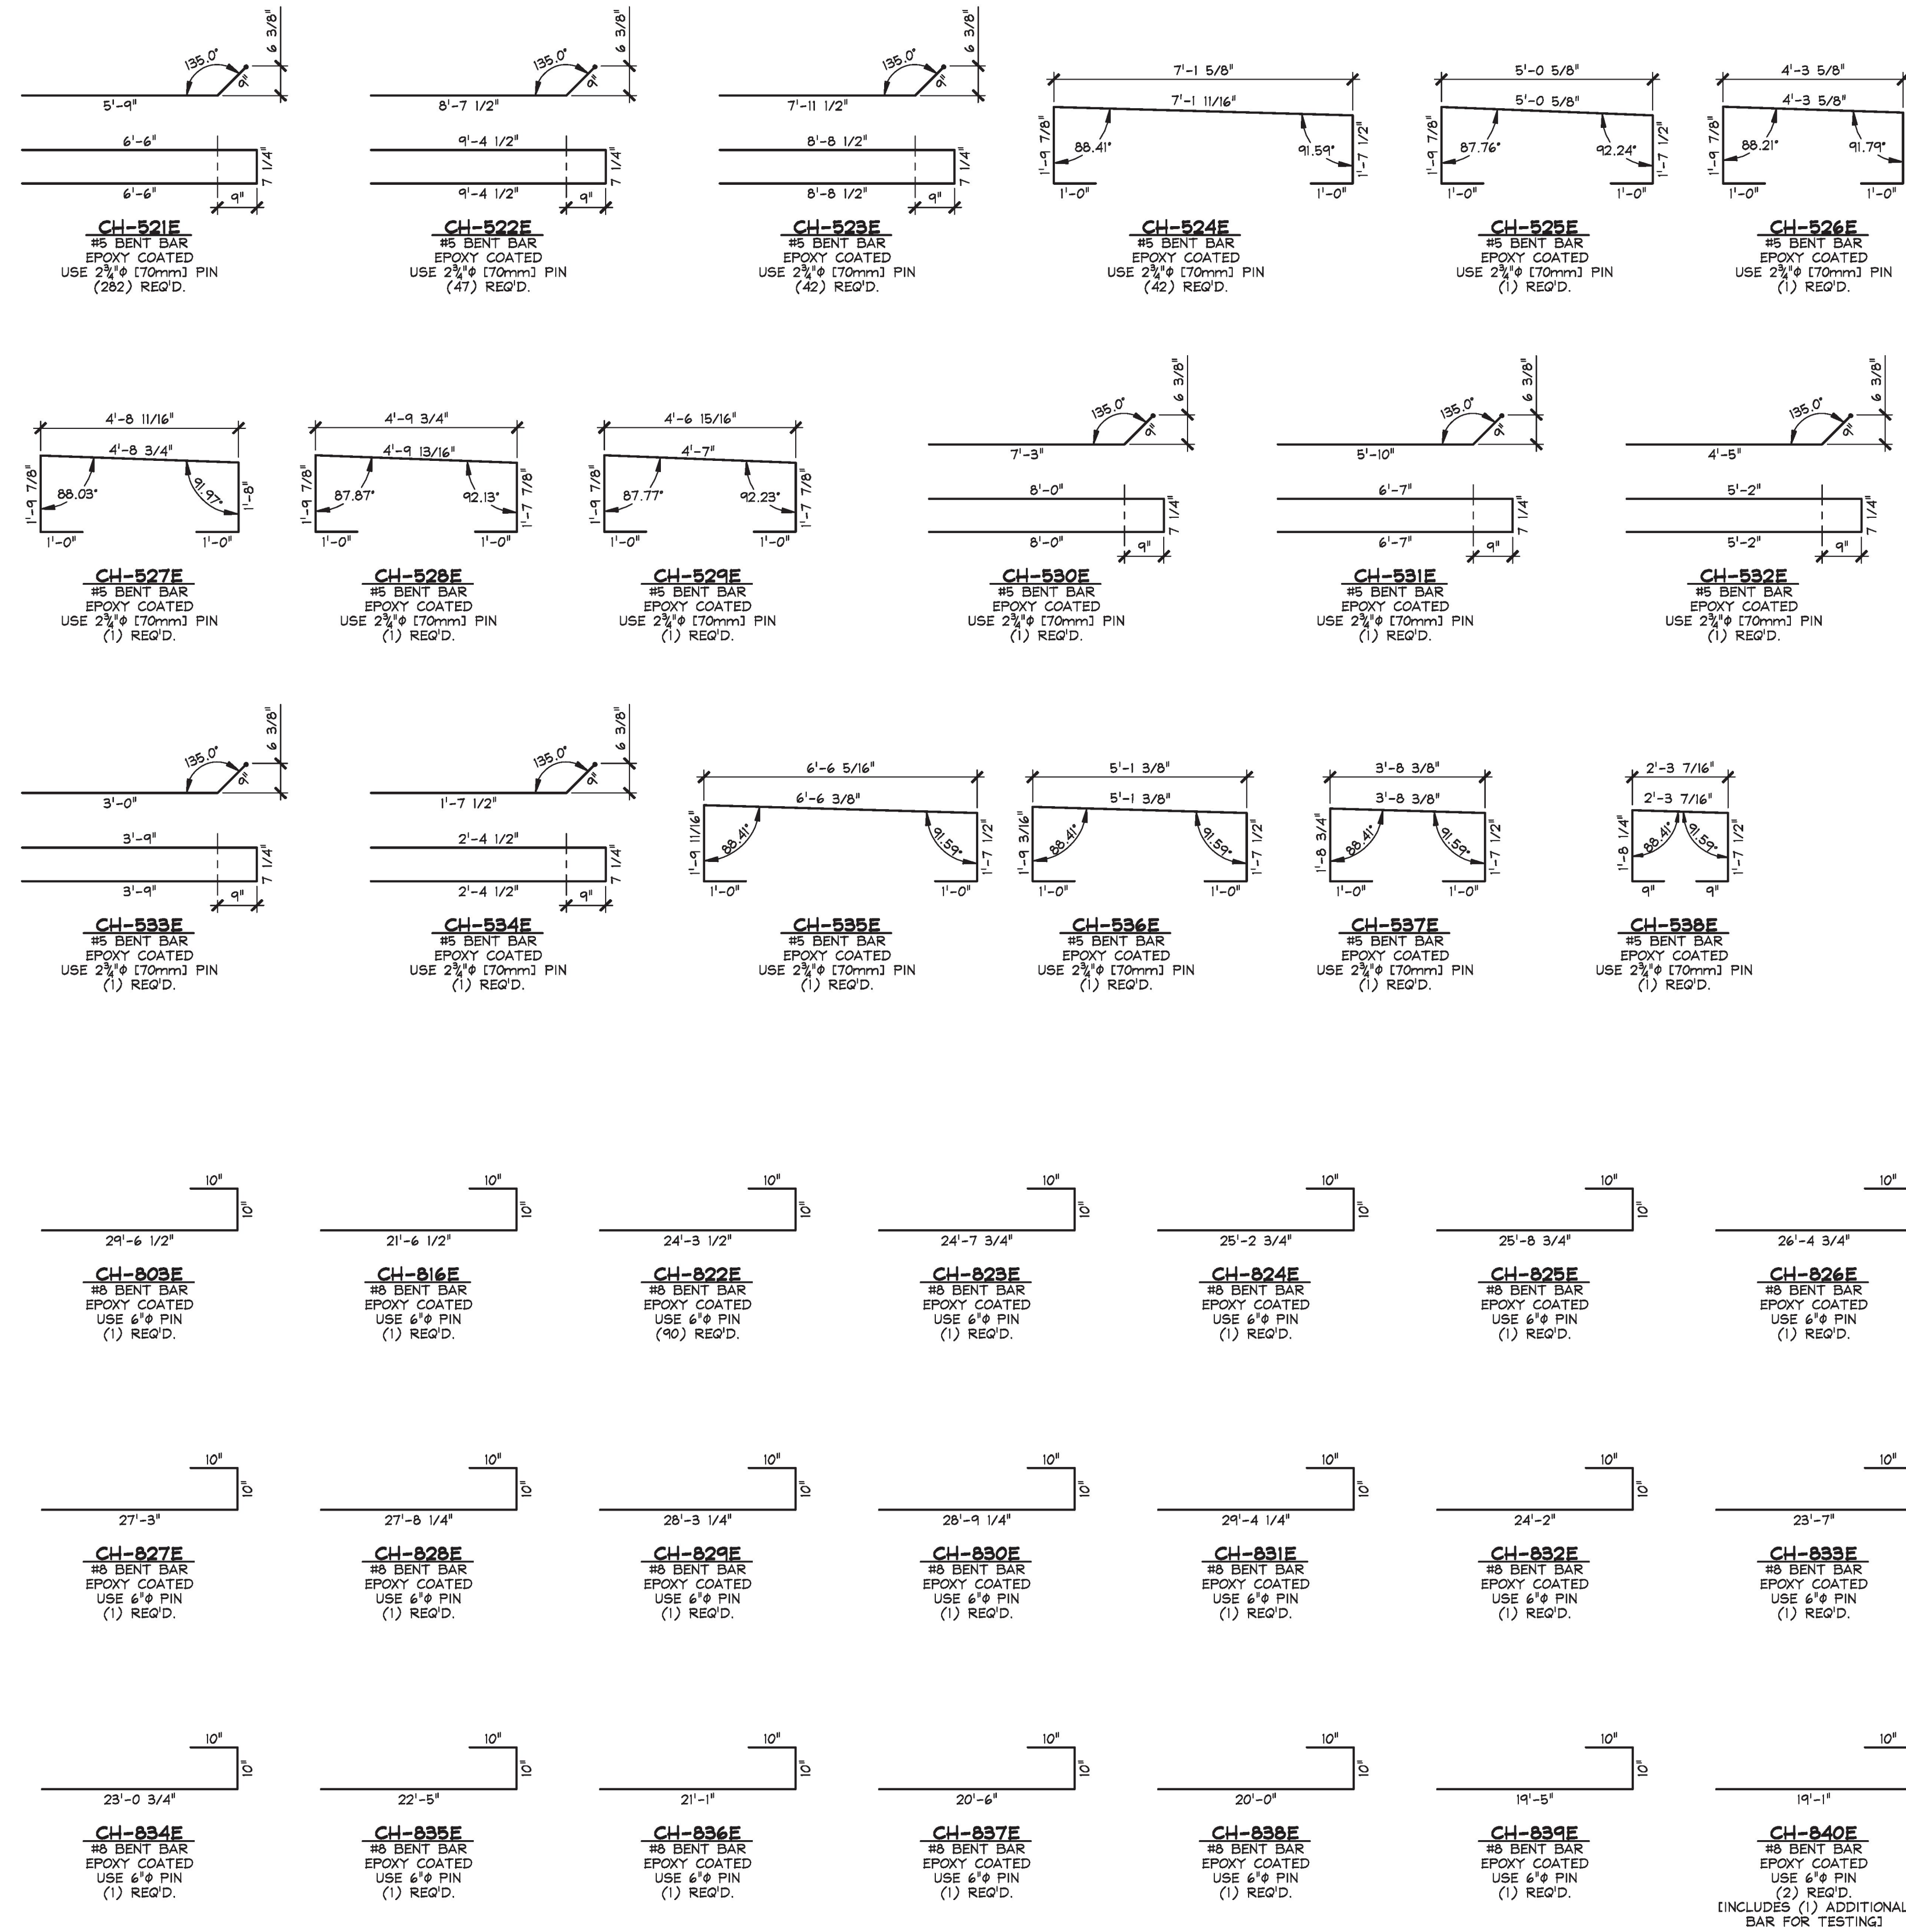 135.0°
9"
6 3/8"
5'-9"
6'-6"
6'-6"
7 1/4"
9"
CH-521E
#5 BENT BAR
EPOXY COATED
USE 2¾"φ [70mm] PIN
(282) REQ'D.
135.0°
9"
6 3/8"
8'-7 1/2"
9'-4 1/2"
9'-4 1/2"
7 1/4"
9"
CH-522E
#5 BENT BAR
EPOXY COATED
USE 2¾"φ [70mm] PIN
(47) REQ'D.
135.0°
9"
6 3/8"
7'-11 1/2"
8'-8 1/2"
8'-8 1/2"
7 1/4"
9"
CH-523E
#5 BENT BAR
EPOXY COATED
USE 2¾"φ [70mm] PIN
(42) REQ'D.
7'-1 5/8"
7'-1 11/16"
1'-9 7/8"
88.41°
91.59°
1'-7 1/2"
1'-0"
1'-0"
CH-524E
#5 BENT BAR
EPOXY COATED
USE 2¾"φ [70mm] PIN
(42) REQ'D.
5'-0 5/8"
5'-0 5/8"
1'-9 7/8"
87.76°
92.24°
1'-7 1/2"
1'-0"
1'-0"
CH-525E
#5 BENT BAR
EPOXY COATED
USE 2¾"φ [70mm] PIN
(1) REQ'D.
4'-3 5/8"
4'-3 5/8"
1'-9 7/8"
88.21°
91.79°
1'-0"
1'-0"
CH-526E
#5 BENT BAR
EPOXY COATED
USE 2¾"φ [70mm] PIN
(1) REQ'D.
4'-8 11/16"
4'-8 3/4"
1'-9 7/8"
88.03°
91.97°
1'-8"
1'-0"
1'-0"
CH-527E
#5 BENT BAR
EPOXY COATED
USE 2¾"φ [70mm] PIN
(1) REQ'D.
4'-9 3/4"
4'-9 13/16"
1'-9 7/8"
87.87°
92.13°
1'-7 7/8"
1'-0"
1'-0"
CH-528E
#5 BENT BAR
EPOXY COATED
USE 2¾"φ [70mm] PIN
(1) REQ'D.
4'-6 15/16"
4'-7"
1'-9 7/8"
87.77°
92.23°
1'-7 7/8"
1'-0"
1'-0"
CH-529E
#5 BENT BAR
EPOXY COATED
USE 2¾"φ [70mm] PIN
(1) REQ'D.
135.0°
9"
6 3/8"
7'-3"
8'-0"
8'-0"
7 1/4"
9"
CH-530E
#5 BENT BAR
EPOXY COATED
USE 2¾"φ [70mm] PIN
(1) REQ'D.
135.0°
9"
6 3/8"
5'-10"
6'-7"
6'-7"
7 1/4"
9"
CH-531E
#5 BENT BAR
EPOXY COATED
USE 2¾"φ [70mm] PIN
(1) REQ'D.
135.0°
9"
6 3/8"
4'-5"
5'-2"
5'-2"
7 1/4"
9"
CH-532E
#5 BENT BAR
EPOXY COATED
USE 2¾"φ [70mm] PIN
(1) REQ'D.
135.0°
9"
6 3/8"
3'-0"
3'-9"
3'-9"
7 1/4"
9"
CH-533E
#5 BENT BAR
EPOXY COATED
USE 2¾"φ [70mm] PIN
(1) REQ'D.
135.0°
9"
6 3/8"
1'-7 1/2"
2'-4 1/2"
2'-4 1/2"
7 1/4"
9"
CH-534E
#5 BENT BAR
EPOXY COATED
USE 2¾"φ [70mm] PIN
(1) REQ'D.
6'-6 5/16"
6'-6 3/8"
1'-9 11/16"
88.41°
91.59°
1'-7 1/2"
1'-0"
1'-0"
CH-535E
#5 BENT BAR
EPOXY COATED
USE 2¾"φ [70mm] PIN
(1) REQ'D.
5'-1 3/8"
5'-1 3/8"
1'-9 3/16"
88.41°
91.59°
1'-7 1/2"
1'-0"
1'-0"
CH-536E
#5 BENT BAR
EPOXY COATED
USE 2¾"φ [70mm] PIN
(1) REQ'D.
3'-8 3/8"
3'-8 3/8"
1'-8 3/4"
88.41°
91.59°
1'-7 1/2"
1'-0"
1'-0"
CH-537E
#5 BENT BAR
EPOXY COATED
USE 2¾"φ [70mm] PIN
(1) REQ'D.
2'-3 7/16"
2'-3 7/16"
1'-8 1/4"
88.41°
91.59°
1'-7 1/2"
9"
9"
CH-538E
#5 BENT BAR
EPOXY COATED
USE 2¾"φ [70mm] PIN
(1) REQ'D.
10"
10"
29'-6 1/2"
CH-803E
#8 BENT BAR
EPOXY COATED
USE 6"φ PIN
(1) REQ'D.
10"
10"
21'-6 1/2"
CH-816E
#8 BENT BAR
EPOXY COATED
USE 6"φ PIN
(1) REQ'D.
10"
10"
24'-3 1/2"
CH-822E
#8 BENT BAR
EPOXY COATED
USE 6"φ PIN
(90) REQ'D.
10"
10"
24'-7 3/4"
CH-823E
#8 BENT BAR
EPOXY COATED
USE 6"φ PIN
(1) REQ'D.
10"
10"
25'-2 3/4"
CH-824E
#8 BENT BAR
EPOXY COATED
USE 6"φ PIN
(1) REQ'D.
10"
10"
25'-8 3/4"
CH-825E
#8 BENT BAR
EPOXY COATED
USE 6"φ PIN
(1) REQ'D.
10"
26'-4 3/4"
CH-826E
#8 BENT BAR
EPOXY COATED
USE 6"φ PIN
(1) REQ'D.
10"
10"
27'-3"
CH-827E
#8 BENT BAR
EPOXY COATED
USE 6"φ PIN
(1) REQ'D.
10"
10"
27'-8 1/4"
CH-828E
#8 BENT BAR
EPOXY COATED
USE 6"φ PIN
(1) REQ'D.
10"
10"
28'-3 1/4"
CH-829E
#8 BENT BAR
EPOXY COATED
USE 6"φ PIN
(1) REQ'D.
10"
10"
28'-9 1/4"
CH-830E
#8 BENT BAR
EPOXY COATED
USE 6"φ PIN
(1) REQ'D.
10"
10"
29'-4 1/4"
CH-831E
#8 BENT BAR
EPOXY COATED
USE 6"φ PIN
(1) REQ'D.
10"
10"
24'-2"
CH-832E
#8 BENT BAR
EPOXY COATED
USE 6"φ PIN
(1) REQ'D.
10"
23'-7"
CH-833E
#8 BENT BAR
EPOXY COATED
USE 6"φ PIN
(1) REQ'D.
10"
10"
23'-0 3/4"
CH-834E
#8 BENT BAR
EPOXY COATED
USE 6"φ PIN
(1) REQ'D.
10"
10"
22'-5"
CH-835E
#8 BENT BAR
EPOXY COATED
USE 6"φ PIN
(1) REQ'D.
10"
10"
21'-1"
CH-836E
#8 BENT BAR
EPOXY COATED
USE 6"φ PIN
(1) REQ'D.
10"
10"
20'-6"
CH-837E
#8 BENT BAR
EPOXY COATED
USE 6"φ PIN
(1) REQ'D.
10"
10"
20'-0"
CH-838E
#8 BENT BAR
EPOXY COATED
USE 6"φ PIN
(1) REQ'D.
10"
10"
19'-5"
CH-839E
#8 BENT BAR
EPOXY COATED
USE 6"φ PIN
(1) REQ'D.
10"
19'-1"
CH-840E
#8 BENT BAR
EPOXY COATED
USE 6"φ PIN
(2) REQ'D.
[INCLUDES (1) ADDITIONAL
BAR FOR TESTING]